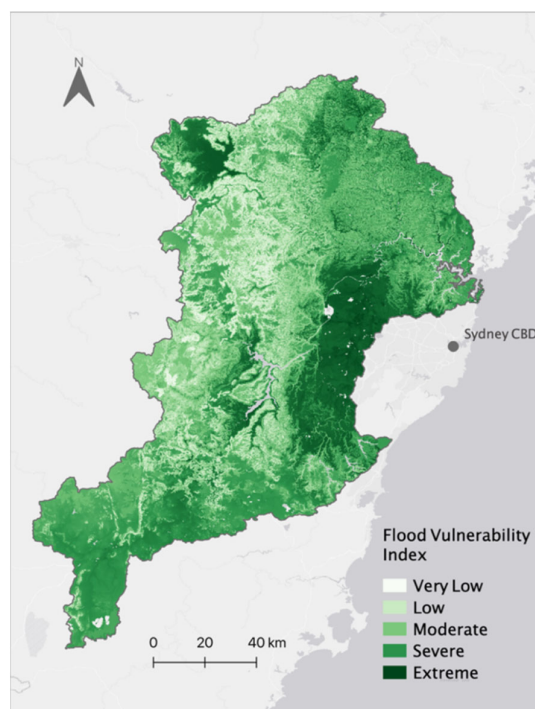 N
Sydney CBD
Flood Vulnerability
Index
Very Low
Low
Moderate
Severe
Extreme
0 20 40 km